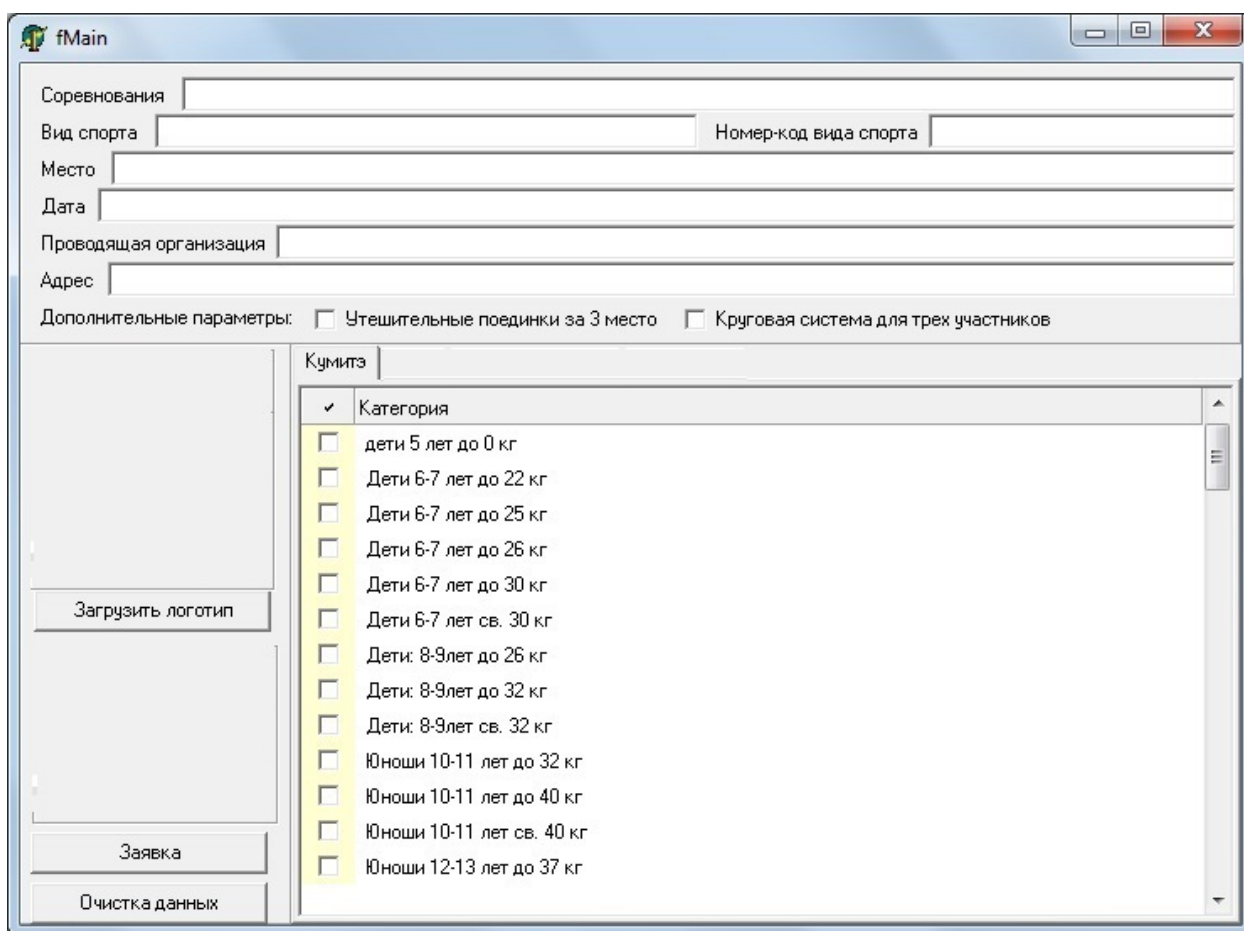 fMain
Соревнования
Вид спорта Номер-код вида спорта
Место
Дата
Проводящая организация
Адрес
Дополнительные параметры: Утешительные поединки за 3 место Круговая система для трех участников
Кумитэ
Категория
дети 5 лет до 0 кг
Дети 6-7 лет до 22 кг
Дети 6-7 лет до 25 кг
Дети 6-7 лет до 26 кг
Дети 6-7 лет до 30 кг
Дети 6-7 лет св. 30 кг
Дети: 8-9лет до 26 кг
Дети: 8-9лет до 32 кг
Дети: 8-9лет св. 32 кг
Юноши 10-11 лет до 32 кг
Юноши 10-11 лет до 40 кг
Юноши 10-11 лет св. 40 кг
Юноши 12-13 лет до 37 кг
Загрузить логотип
Заявка
Очистка данных